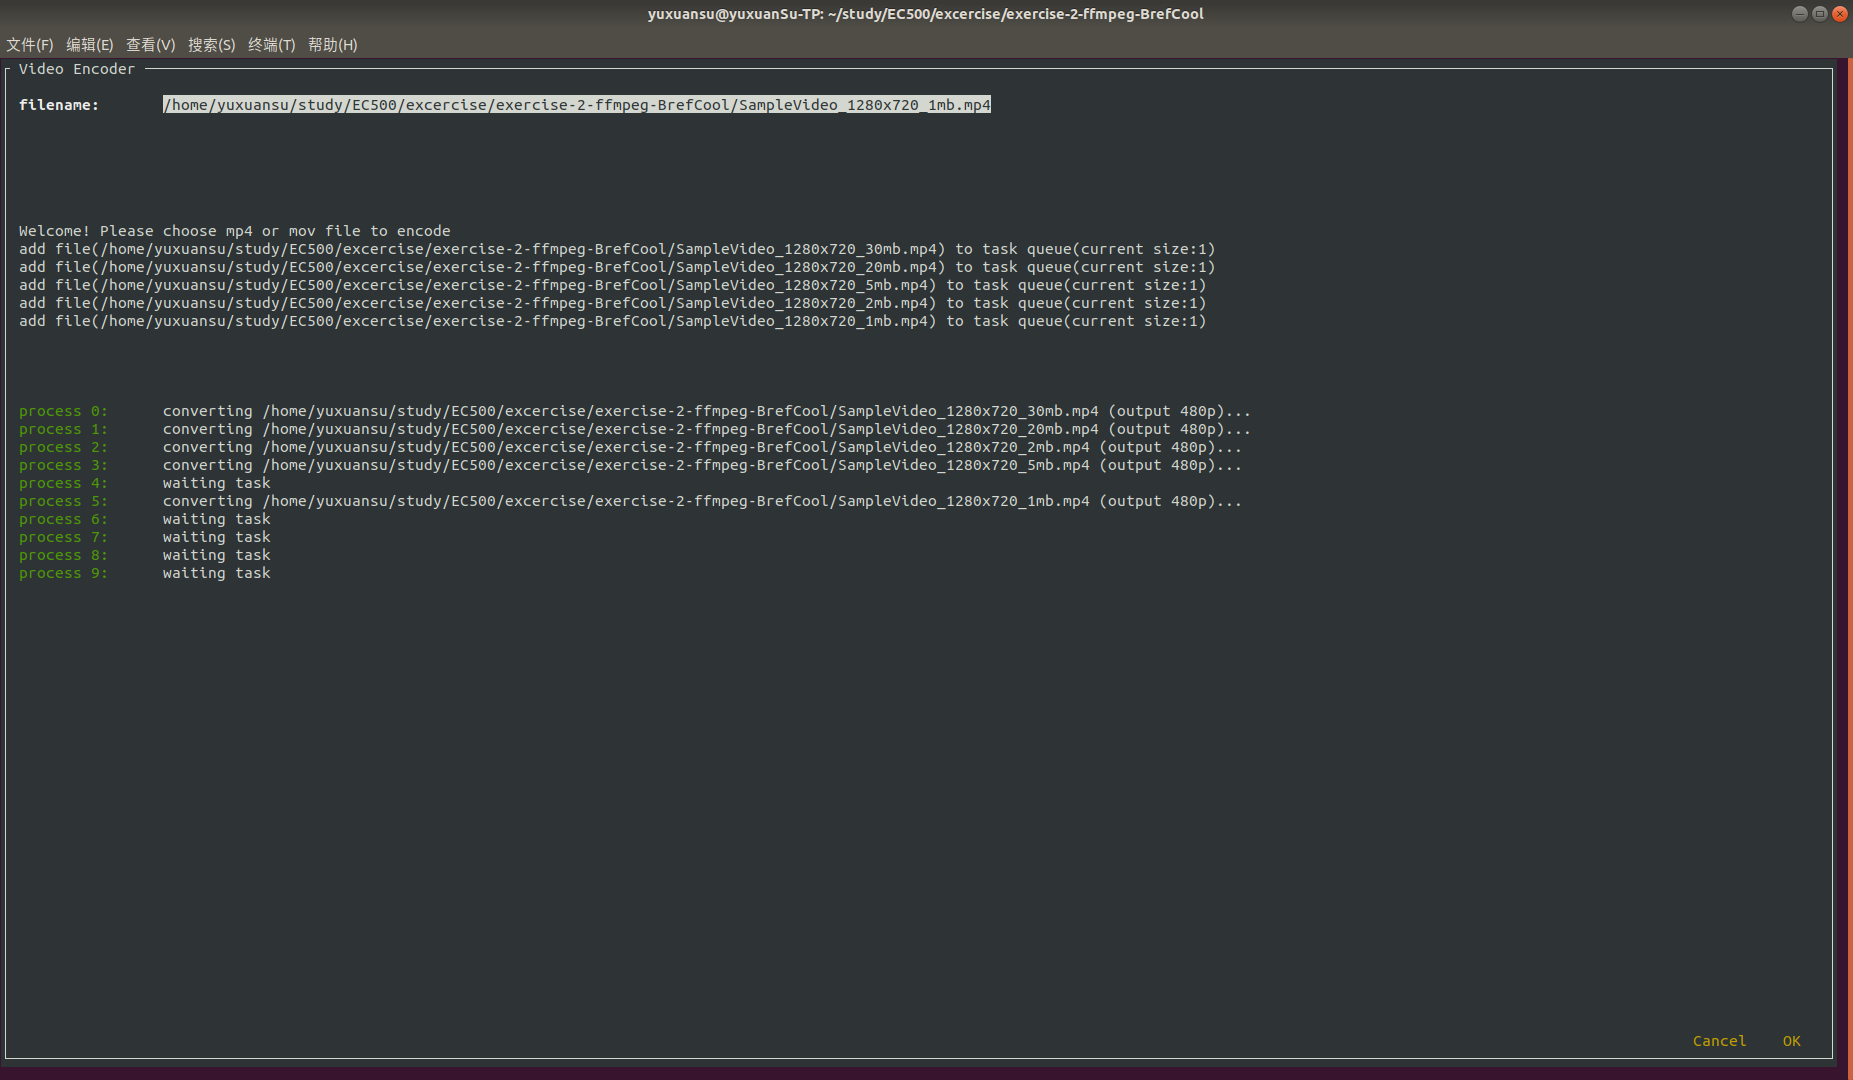 yuxuansu@yuxuanSu-TP: ~/study/EC500/excercise/exercise-2-ffmpeg-BrefCool
文件(F) 编辑(E) 查看(V) 搜索(S) 终端(T) 帮助(H)
Video Encoder
filename: /home/yuxuansu/study/EC500/excercise/exercise-2-ffmpeg-BrefCool/SampleVideo_1280x720_1mb.mp4
Welcome! Please choose mp4 or mov file to encode
add file(/home/yuxuansu/study/EC500/excercise/exercise-2-ffmpeg-BrefCool/SampleVideo_1280x720_30mb.mp4) to task queue(current size:1)
add file(/home/yuxuansu/study/EC500/excercise/exercise-2-ffmpeg-BrefCool/SampleVideo_1280x720_20mb.mp4) to task queue(current size:1)
add file(/home/yuxuansu/study/EC500/excercise/exercise-2-ffmpeg-BrefCool/SampleVideo_1280x720_5mb.mp4) to task queue(current size:1)
add file(/home/yuxuansu/study/EC500/excercise/exercise-2-ffmpeg-BrefCool/SampleVideo_1280x720_2mb.mp4) to task queue(current size:1)
add file(/home/yuxuansu/study/EC500/excercise/exercise-2-ffmpeg-BrefCool/SampleVideo_1280x720_1mb.mp4) to task queue(current size:1)
process 0: converting /home/yuxuansu/study/EC500/excercise/exercise-2-ffmpeg-BrefCool/SampleVideo_1280x720_30mb.mp4 (output 480p)...
process 1: converting /home/yuxuansu/study/EC500/excercise/exercise-2-ffmpeg-BrefCool/SampleVideo_1280x720_20mb.mp4 (output 480p)...
process 2: converting /home/yuxuansu/study/EC500/excercise/exercise-2-ffmpeg-BrefCool/SampleVideo_1280x720_2mb.mp4 (output 480p)...
process 3: converting /home/yuxuansu/study/EC500/excercise/exercise-2-ffmpeg-BrefCool/SampleVideo_1280x720_5mb.mp4 (output 480p)...
process 4: waiting task
process 5: converting /home/yuxuansu/study/EC500/excercise/exercise-2-ffmpeg-BrefCool/SampleVideo_1280x720_1mb.mp4 (output 480p)...
process 6: waiting task
process 7: waiting task
process 8: waiting task
process 9: waiting task
Cancel OK